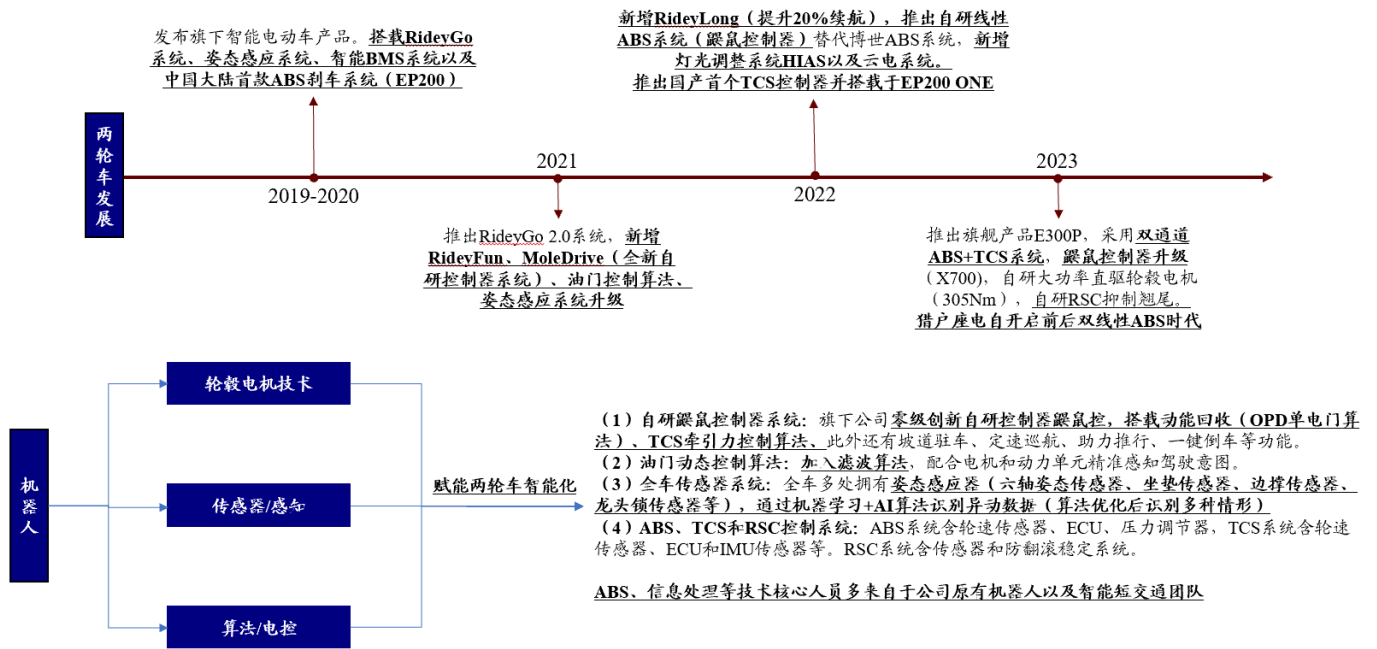 发布旗下智能电动车产品。搭载RideyGo
系统、姿态感应系统、智能BMS系统以及
中国大陆首款ABS刹车系统（EP200）
新增RideyLong（提升20%续航），推出自研线性
ABS系统（鼹鼠控制器）替代博世ABS系统，新增
灯光调整系统HIAS以及云电系统。
推出国产首个TCS控制器并搭载于EP200 ONE
两轮车发展
2019-2020
2021
2022
2023
推出RideyGo 2.0系统，新增
RideyFun、MoleDrive（全新自
研控制器系统）、油门控制算法、
姿态感应系统升级
推出旗舰产品E300P，采用双通道
ABS+TCS系统，鼹鼠控制器升级
（X700），自研大功率直驱轮毂电机
（305Nm），自研RSC抑制翘尾。
猎户座电自开启前后双线性ABS时代
机器人
轮毂电机技术
传感器/感知
算法/电控
赋能两轮车智能化
（1）自研鼹鼠控制器系统：旗下公司零级创新自研控制器鼹鼠控，搭载动能回收（OPD单电门算
法）、TCS牵引力控制算法、此外还有坡道驻车、定速巡航、助力推行、一键倒车等功能。
（2）油门动态控制算法：加入滤波算法，配合电机和动力单元精准感知驾驶意图。
（3）全车传感器系统：全车多处拥有姿态感应器（六轴姿态传感器、坐垫传感器、边撑传感器、
龙头锁传感器等），通过机器学习+AI算法识别异动数据（算法优化后识别多种情形）
（4）ABS、TCS和RSC控制系统：ABS系统含轮速传感器、ECU、压力调节器，TCS系统含轮速
传感器、ECU和IMU传感器等。RSC系统含传感器和防翻滚稳定系统。
ABS、信息处理等技术核心人员多来自于公司原有机器人以及智能短交通团队